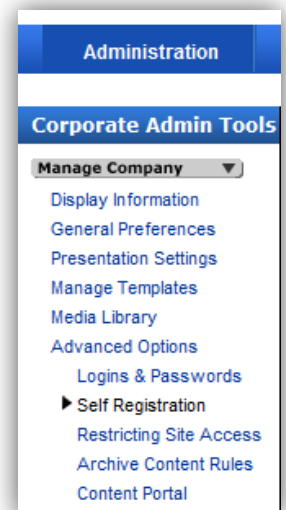 Administration
Corporate Admin Tools
Manage Company
Display Information
General Preferences
Presentation Settings
Manage Templates
Media Library
Advanced Options
Logins & Passwords
Self Registration
Restricting Site Access
Archive Content Rules
Content Portal